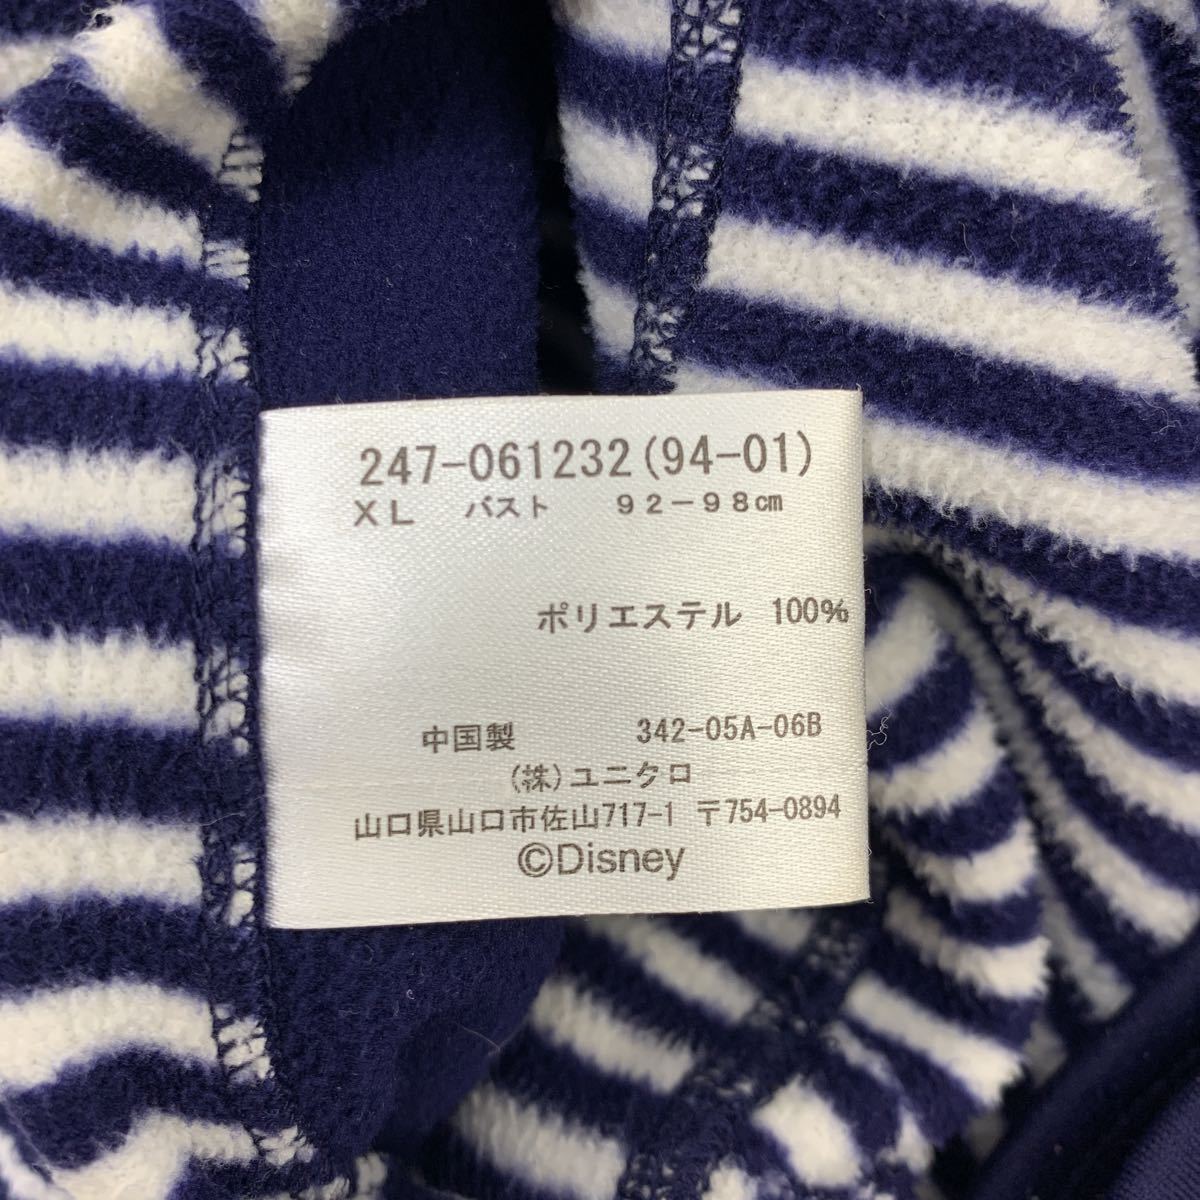 247-061232(94-01)
XL バスト 92-98㎝
ポリエステル 100%
中国製 342-05A-06B
(株)ユニクロ
山口県山口市佐山717-1 〒754-0894
©Disney